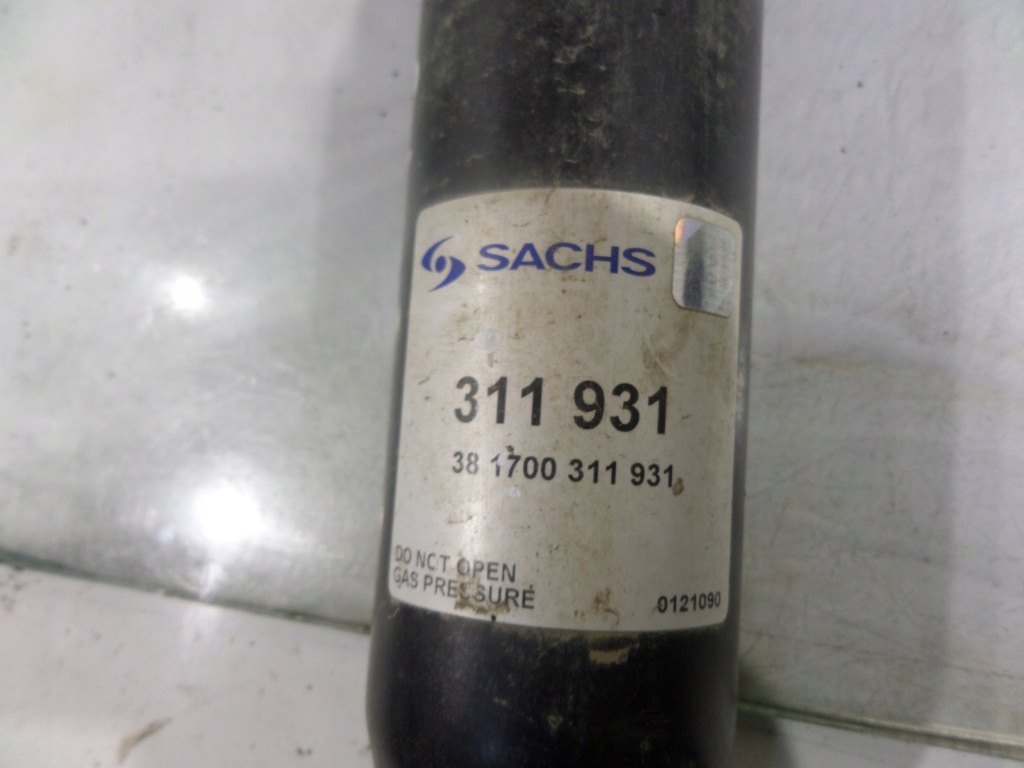 SACHS
311 931
38 1700 311 931
DO NOT OPEN
GAS PRESSURE
0121090